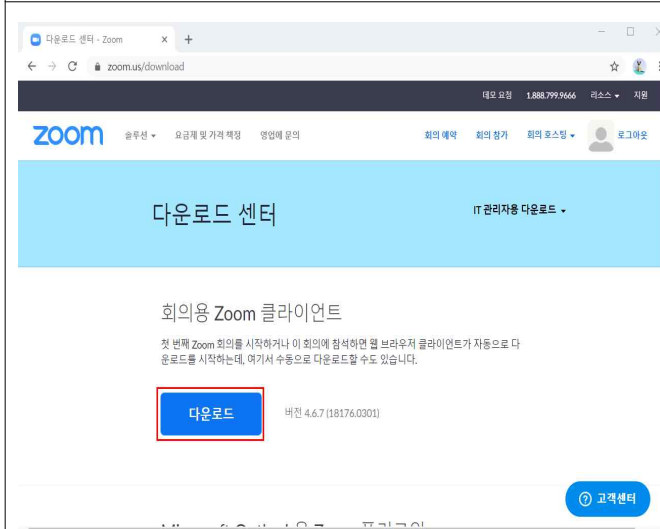 다운로드 센터 - Zoom
zoom.us/download
데모 요청 1.888.799.9666 리소스 지원
zoom 솔루션 요금제 및 가격 책정 영업에 문의 회의 예약 회의 참가 회의 호스팅 로그아웃
다운로드 센터 IT 관리자용 다운로드
회의용 Zoom 클라이언트
첫 번째 Zoom 회의를 시작하거나 이 회의에 참석하면 웹 브라우저 클라이언트가 자동으로 다
운로드를 시작하는데, 여기서 수동으로 다운로드할 수도 있습니다.
다운로드 버전 4.6.7 (18176.0301)
고객센터